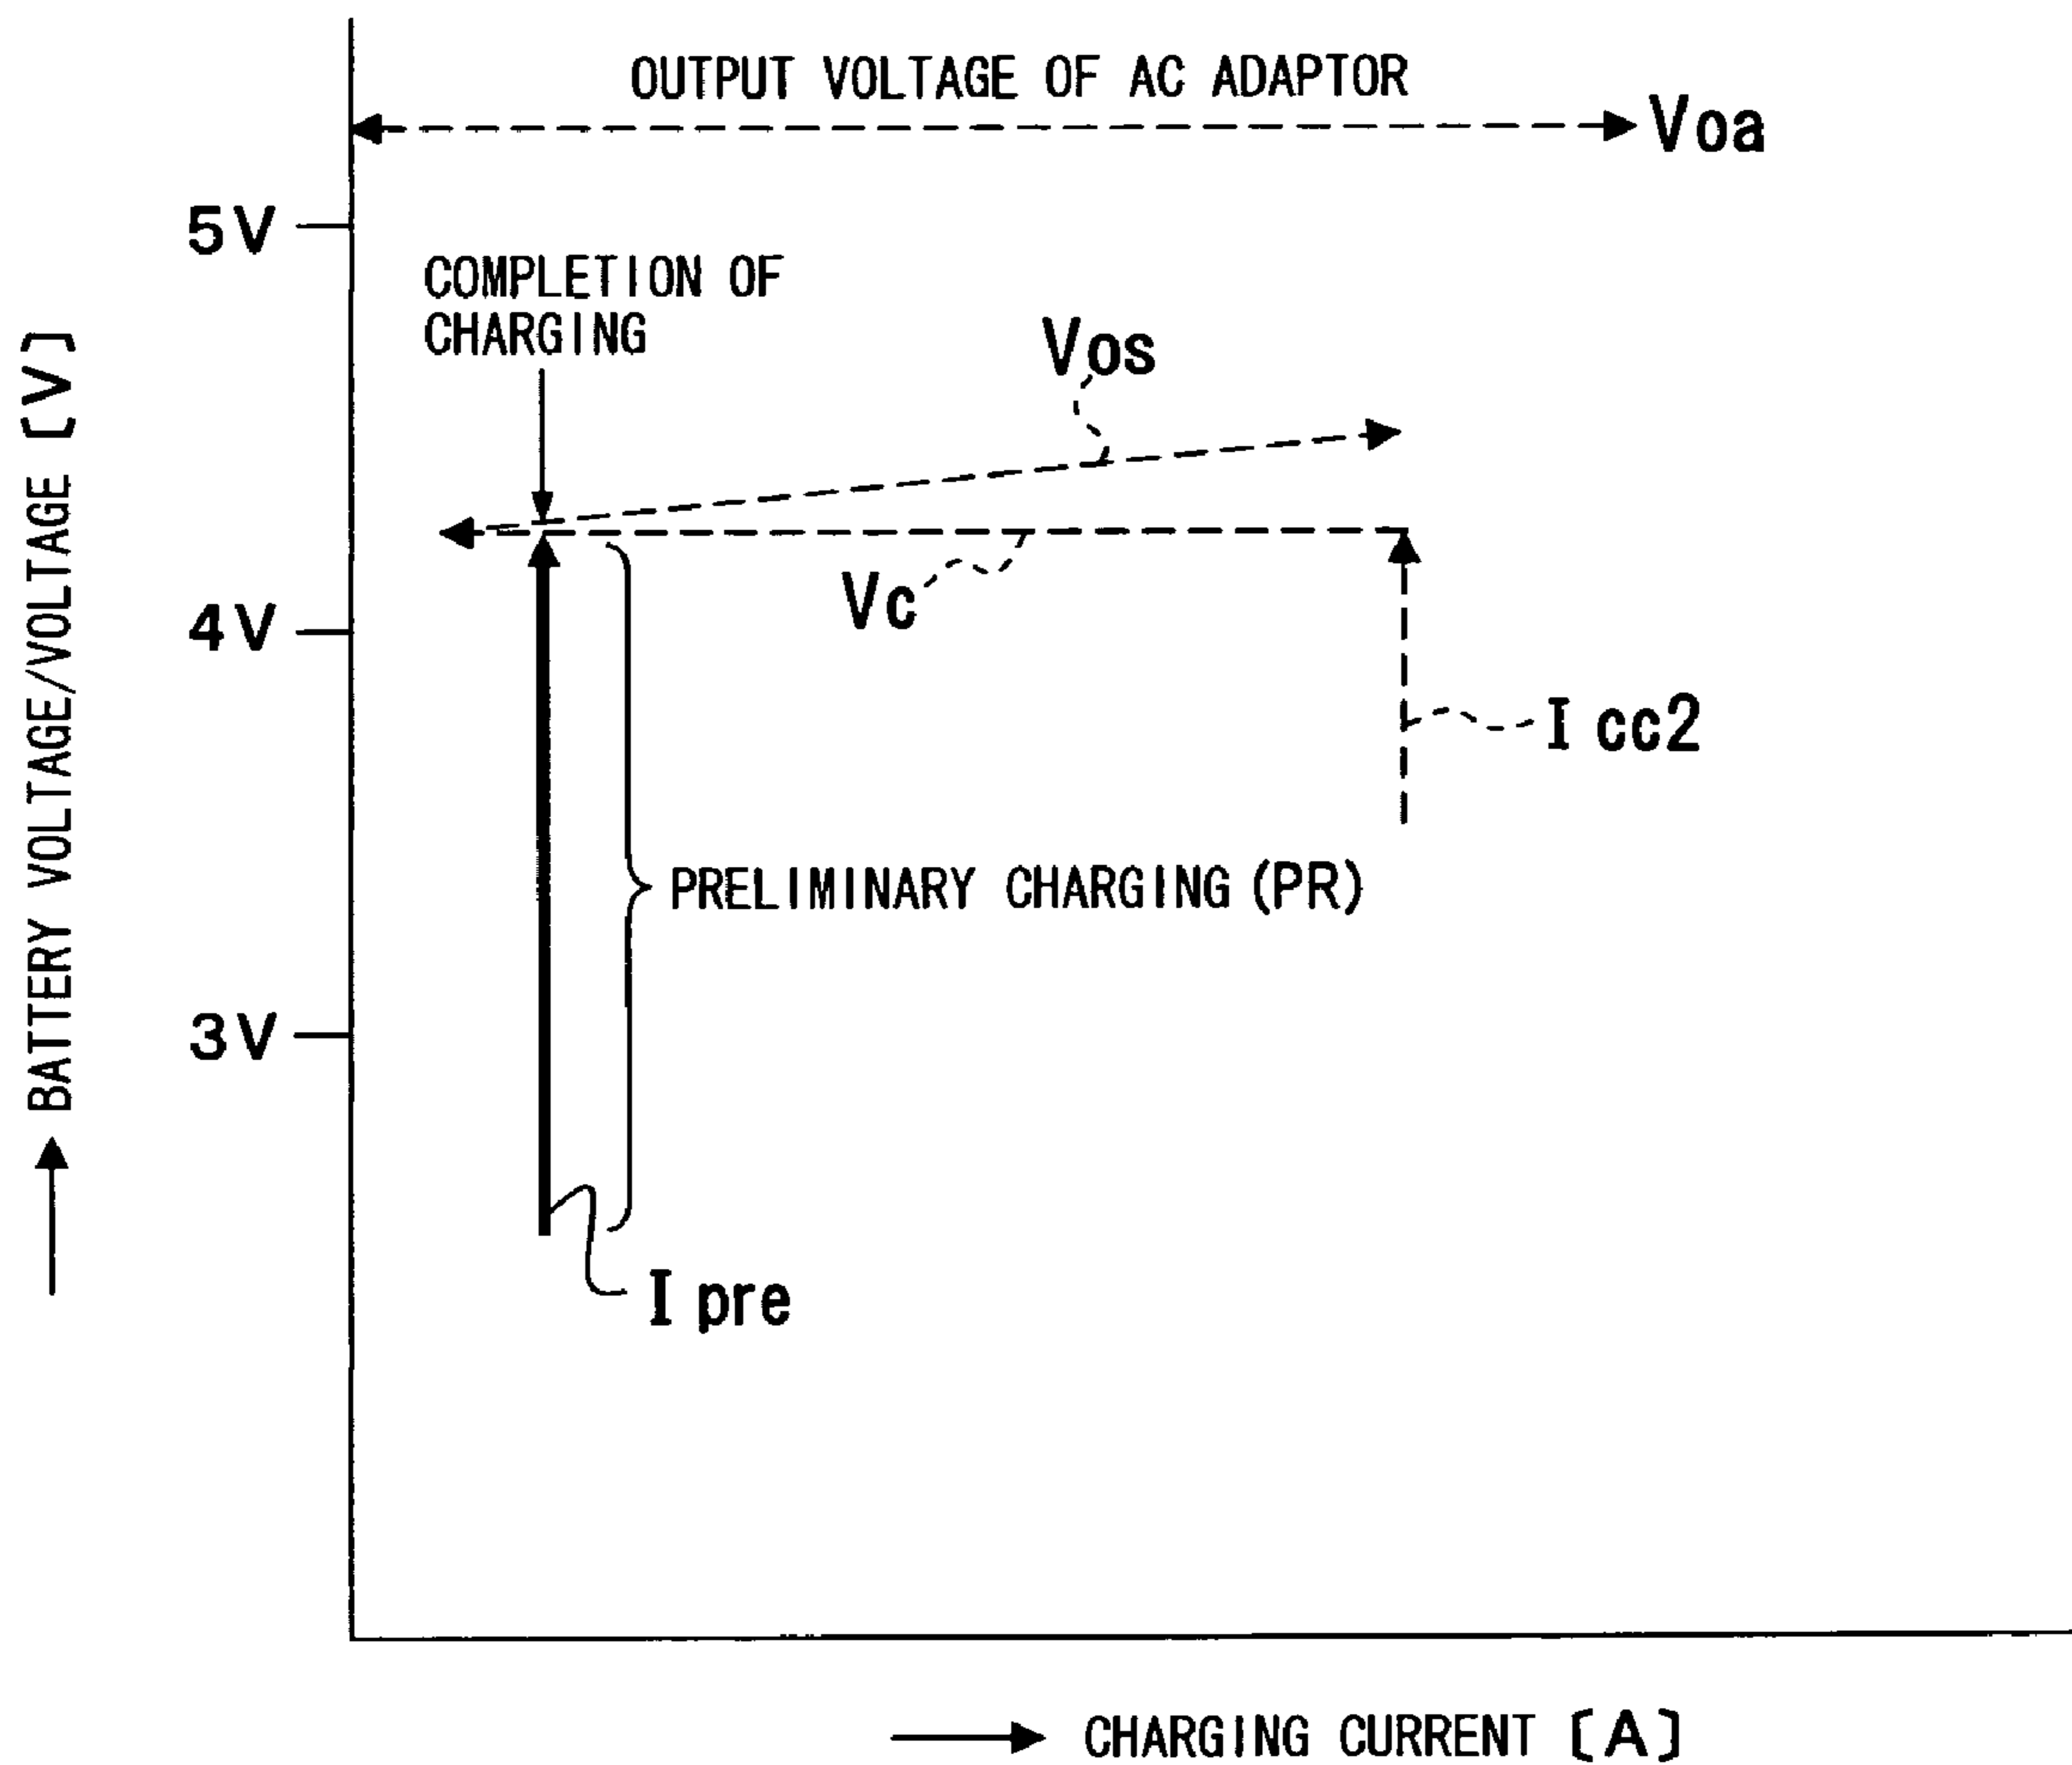 OUTPUT VOLTAGE OF AC ADAPTOR
Voa
5V
COMPLETION OF
CHARGING
Vos
Vc
4V
I cc2
PRELIMINARY CHARGING (PR)
3V
I pre
BATTERY VOLTAGE/VOLTAGE [V]
CHARGING CURRENT [A]